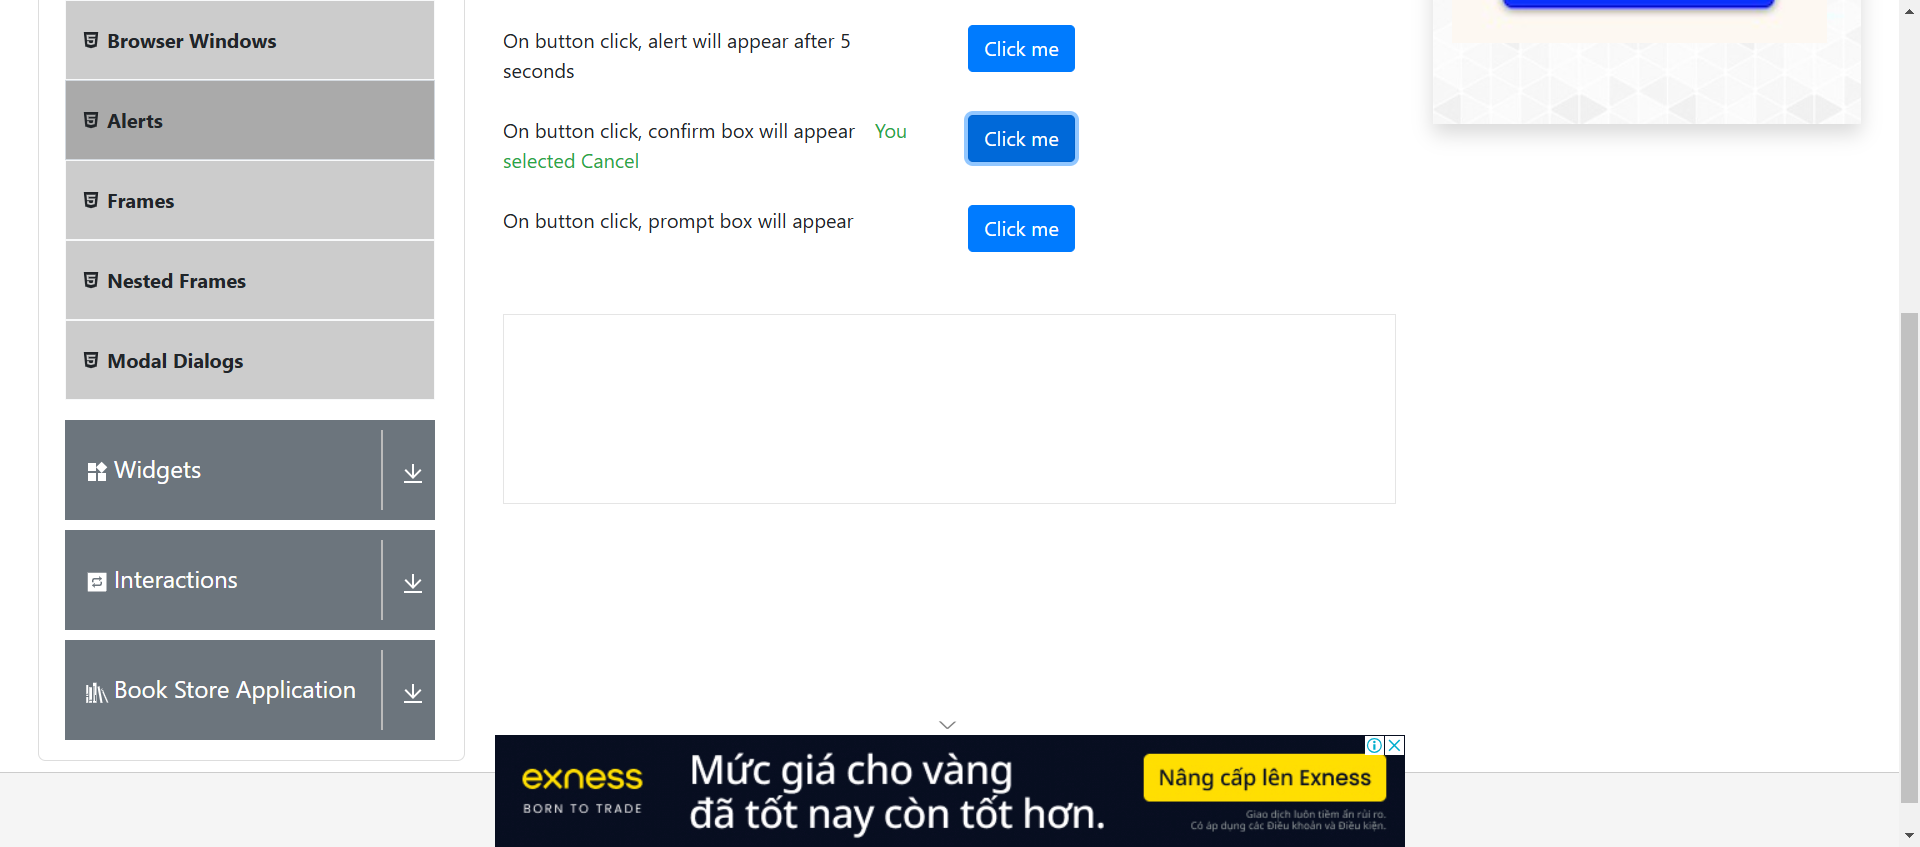 Browser Windows
Alerts
Frames
Nested Frames
Modal Dialogs
Widgets
Interactions
Book Store Application
On button click, alert will appear after 5
seconds
Click me
On button click, confirm box will appear You
selected Cancel
Click me
On button click, prompt box will appear
Click me
exness
BORN TO TRADE
Mức giá cho vàng
đã tốt nay còn tốt hơn.
Nâng cấp lên Exness
Giao dịch luôn tiềm ẩn rủi ro.
Có áp dụng các Điều khoản và Điều kiện.